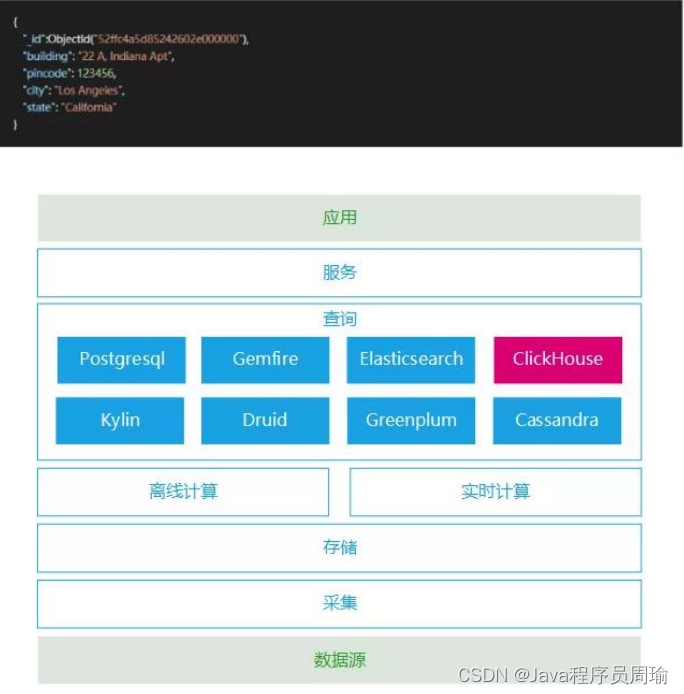 {
"_id":ObjectId("52ffc4a5d85242602e000000"),
"building": "22 A, Indiana Apt",
"pincode": 123456,
"city": "Los Angeles",
"state": "California"
}
应用
服务
查询
Postgresql Gemfire Elasticsearch ClickHouse
Kylin Druid Greenplum Cassandra
离线计算 实时计算
存储
采集
数据源
CSDN @Java程序员周瑜